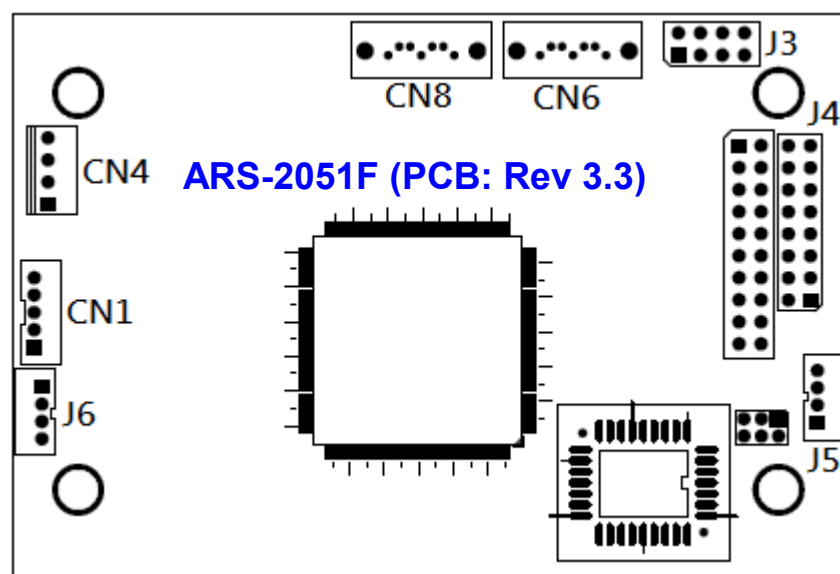 J3
CN8
CN6
J4
CN4
ARS-2051F (PCB: Rev 3.3)
CN1
J6
J5